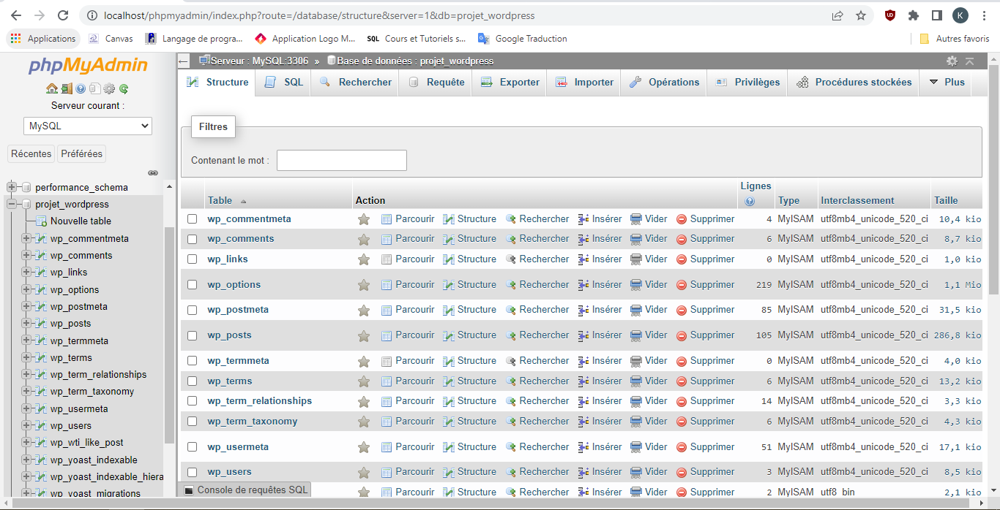 localhost/phpmyadmin/index.php?route=/database/structure&server=1&db=projet_wordpress
K
Applications Canvas Langage de progra... Application Logo M... SQL Cours et Tutoriels s... Google Traduction Autres favoris
phpMyAdmin
Serveur courant :
MySQL
Récentes Préférées
performance_schema
projet_wordpress
Nouvelle table
wp_commentmeta
wp_comments
wp_links
wp_options
wp_postmeta
wp_posts
wp_termmeta
wp_terms
wp_term_relationships
wp_term_taxonomy
wp_usermeta
wp_users
wp_wti_like_post
wp_yoast_indexable
wp_yoast_indexable_hiera
wp_yoast_migrations
Serveur : MySQL:3306 » Base de données : projet_wordpress
Structure SQL Rechercher Requête Exporter Importer Opérations Privilèges Procédures stockées Plus
Filtres
Contenant le mot :
Table Action Lignes Type Interclassement Taille
wp_commentmeta Parcourir Structure Rechercher Insérer Vider Supprimer 4 MyISAM utf8mb4_unicode_520_ci 10,4 kio
wp_comments Parcourir Structure Rechercher Insérer Vider Supprimer 6 MyISAM utf8mb4_unicode_520_ci 8,7 kio
wp_links Parcourir Structure Rechercher Insérer Vider Supprimer 0 MyISAM utf8mb4_unicode_520_ci 1,0 kio
wp_options Parcourir Structure Rechercher Insérer Vider Supprimer 219 MyISAM utf8mb4_unicode_520_ci 1,1 Mio
wp_postmeta Parcourir Structure Rechercher Insérer Vider Supprimer 85 MyISAM utf8mb4_unicode_520_ci 31,5 kio
wp_posts Parcourir Structure Rechercher Insérer Vider Supprimer 105 MyISAM utf8mb4_unicode_520_ci 286,8 kio
wp_termmeta Parcourir Structure Rechercher Insérer Vider Supprimer 0 MyISAM utf8mb4_unicode_520_ci 4,0 kio
wp_terms Parcourir Structure Rechercher Insérer Vider Supprimer 6 MyISAM utf8mb4_unicode_520_ci 13,2 kio
wp_term_relationships Parcourir Structure Rechercher Insérer Vider Supprimer 14 MyISAM utf8mb4_unicode_520_ci 3,3 kio
wp_term_taxonomy Parcourir Structure Rechercher Insérer Vider Supprimer 6 MyISAM utf8mb4_unicode_520_ci 4,3 kio
wp_usermeta Parcourir Structure Rechercher Insérer Vider Supprimer 51 MyISAM utf8mb4_unicode_520_ci 17,1 kio
wp_users Parcourir Structure Rechercher Insérer Vider Supprimer 3 MyISAM utf8mb4_unicode_520_ci 8,5 kio
Console de requêtes SQL Parcourir Structure Rechercher Insérer Vider Supprimer 2 MyISAM utf8_bin 2,1 kio